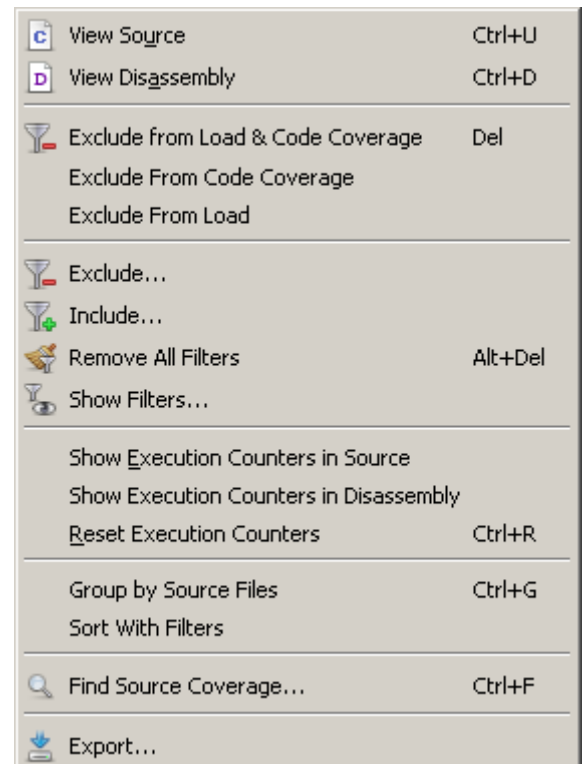 C View Source Ctrl+U
D View Disassembly Ctrl+D
Exclude from Load & Code Coverage Del
Exclude From Code Coverage
Exclude From Load
Exclude...
Include...
Remove All Filters Alt+Del
Show Filters...
Show Execution Counters in Source
Show Execution Counters in Disassembly
Reset Execution Counters Ctrl+R
Group by Source Files Ctrl+G
Sort With Filters
Find Source Coverage... Ctrl+F
Export...